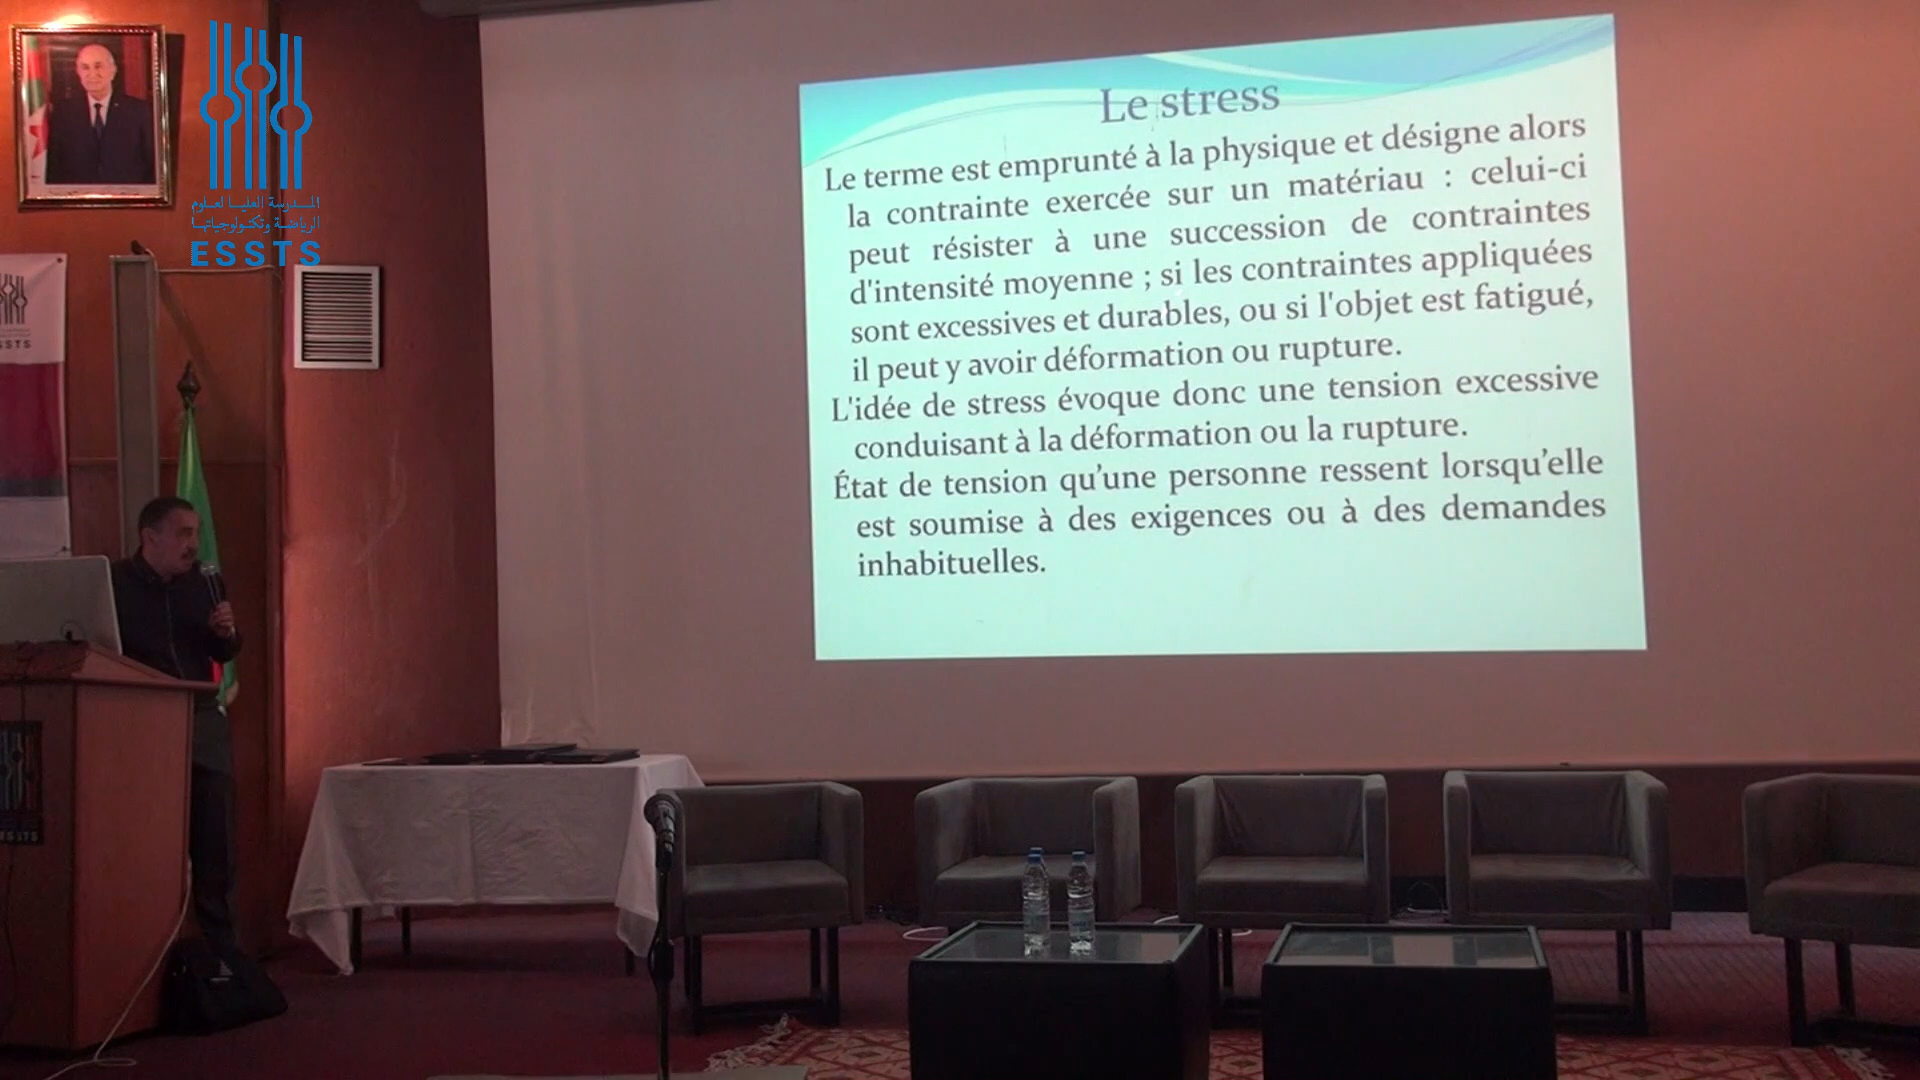 المدرسة العليا لعلوم
الرياضة وتكنولوجياتها
ESSTS
Le stress
Le terme est emprunté à la physique et désigne alors
la contrainte exercée sur un matériau : celui-ci
peut résister à une succession de contraintes
d'intensité moyenne ; si les contraintes appliquées
sont excessives et durables, ou si l'objet est fatigué,
il peut y avoir déformation ou rupture.
L'idée de stress évoque donc une tension excessive
conduisant à la déformation ou la rupture.
État de tension qu’une personne ressent lorsqu’elle
est soumise à des exigences ou à des demandes
inhabituelles.
SSTS
ESSTS